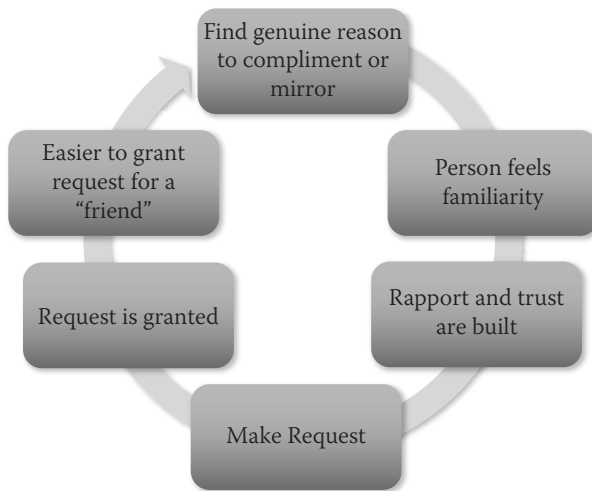 Find genuine reason
to compliment or
mirror
Person feels
familiarity
Rapport and trust
are built
Make Request
Request is granted
Easier to grant
request for a
“friend”